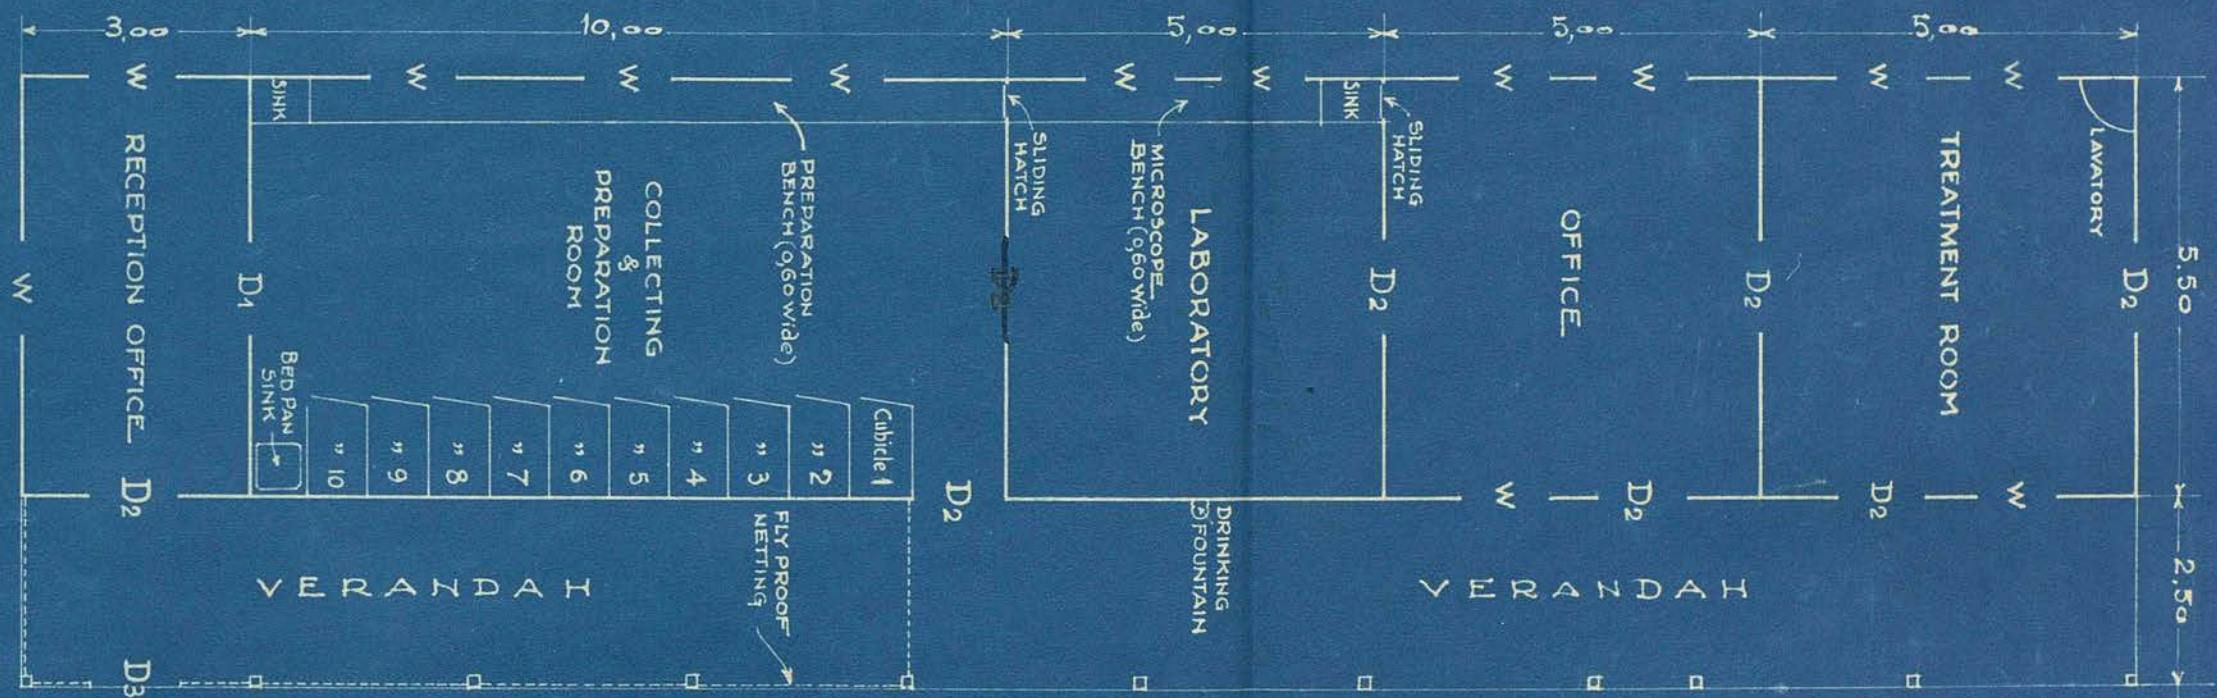 3,00
10,00
5,00
5,00
5,00
W
W
W
W
W
W
W
W
W
W
SINK
SINK
LAVATORY
SLIDING
HATCH
SLIDING
HATCH
PREPARATION
BENCH (0,60 Wide)
MICROSCOPE
BENCH (0,60 Wide)
RECEPTION OFFICE
COLLECTING
&
PREPARATION
ROOM
LABORATORY
OFFICE
TREATMENT ROOM
5.50
W
D1
D2
D2
D2
BED PAN
SINK
Cubicle 1
" 2
" 3
" 4
" 5
" 6
" 7
" 8
" 9
" 10
D2
D2
W
D2
D2
W
FLY PROOF
NETTING
DRINKING
FOUNTAIN
VERANDAH
VERANDAH
2,50
D3